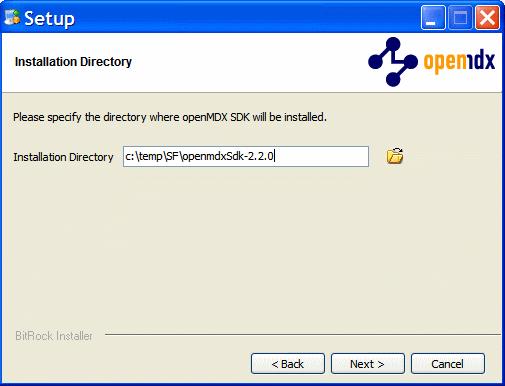 Setup
Installation Directory
openmdx
Please specify the directory where openMDX SDK will be installed.
Installation Directory c:\temp\SF\openmdxSdk-2.2.0
BitRock Installer
< Back Next > Cancel